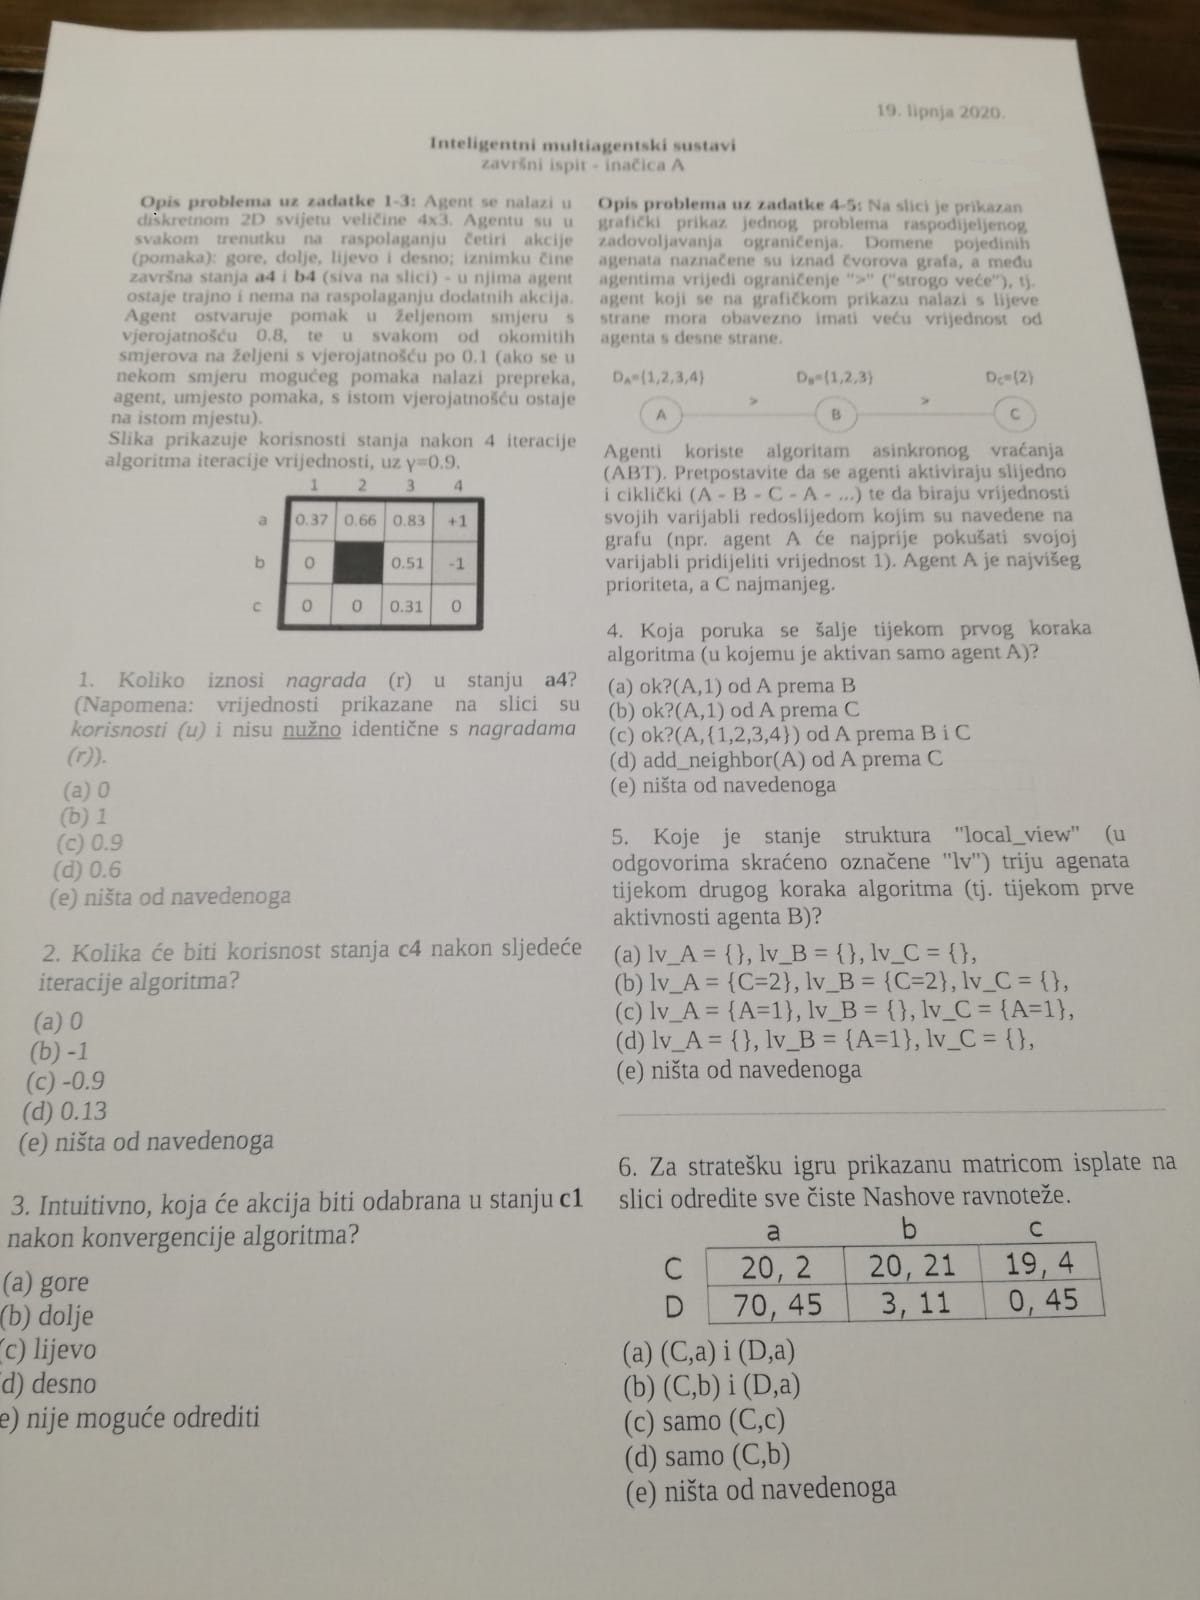 19. lipnja 2020.
Inteligentni multiagentski sustavi
završni ispit - inačica A
Opis problema uz zadatke 1-3: Agent se nalazi u
diskretnom 2D svijetu veličine 4x3. Agentu su u
svakom trenutku na raspolaganju četiri akcije
(pomaka): gore, dolje, lijevo i desno; iznimku čine
završna stanja a4 i b4 (siva na slici) - u njima agent
ostaje trajno i nema na raspolaganju dodatnih akcija.
Agent ostvaruje pomak u željenom smjeru s
vjerojatnošću 0.8, te u svakom od okomitih
smjerova na željeni s vjerojatnošću po 0.1 (ako se u
nekom smjeru mogućeg pomaka nalazi prepreka,
agent, umjesto pomaka, s istom vjerojatnošću ostaje
na istom mjestu).
Slika prikazuje korisnosti stanja nakon 4 iteracije
algoritma iteracije vrijednosti, uz γ=0.9.
1 2 3 4
a 0.37 0.66 0.83 +1
b 0 0.51 -1
c 0 0 0.31 0
1. Koliko iznosi nagrada (r) u stanju a4?
(Napomena: vrijednosti prikazane na slici su
korisnosti (u) i nisu nužno identične s nagradama
(r)).
(a) 0
(b) 1
(c) 0.9
(d) 0.6
(e) ništa od navedenoga
2. Kolika će biti korisnost stanja c4 nakon sljedeće
iteracije algoritma?
(a) 0
(b) -1
(c) -0.9
(d) 0.13
(e) ništa od navedenoga
3. Intuitivno, koja će akcija biti odabrana u stanju c1
nakon konvergencije algoritma?
(a) gore
(b) dolje
(c) lijevo
d) desno
e) nije moguće odrediti
Opis problema uz zadatke 4-5: Na slici je prikazan
grafički prikaz jednog problema raspodijeljenog
zadovoljavanja ograničenja. Domene pojedinih
agenata naznačene su iznad čvorova grafa, a među
agentima vrijedi ograničenje ">" ("strogo veće"), tj.
agent koji se na grafičkom prikazu nalazi s lijeve
strane mora obavezno imati veću vrijednost od
agenta s desne strane.
DA={1,2,3,4} DB={1,2,3} DC={2}
A > B > C
Agenti koriste algoritam asinkronog vraćanja
(ABT). Pretpostavite da se agenti aktiviraju slijedno
i ciklički (A - B - C - A - ...) te da biraju vrijednosti
svojih varijabli redoslijedom kojim su navedene na
grafu (npr. agent A će najprije pokušati svojoj
varijabli pridijeliti vrijednost 1). Agent A je najvišeg
prioriteta, a C najmanjeg.
4. Koja poruka se šalje tijekom prvog koraka
algoritma (u kojemu je aktivan samo agent A)?
(a) ok?(A,1) od A prema B
(b) ok?(A,1) od A prema C
(c) ok?(A,{1,2,3,4}) od A prema B i C
(d) add_neighbor(A) od A prema C
(e) ništa od navedenoga
5. Koje je stanje struktura "local_view" (u
odgovorima skraćeno označene "lv") triju agenata
tijekom drugog koraka algoritma (tj. tijekom prve
aktivnosti agenta B)?
(a) lv_A = {}, lv_B = {}, lv_C = {},
(b) lv_A = {C=2}, lv_B = {C=2}, lv_C = {},
(c) lv_A = {A=1}, lv_B = {}, lv_C = {A=1},
(d) lv_A = {}, lv_B = {A=1}, lv_C = {},
(e) ništa od navedenoga
6. Za stratešku igru prikazanu matricom isplate na
slici odredite sve čiste Nashove ravnoteže.
a b c
C 20, 2 20, 21 19, 4
D 70, 45 3, 11 0, 45
(a) (C,a) i (D,a)
(b) (C,b) i (D,a)
(c) samo (C,c)
(d) samo (C,b)
(e) ništa od navedenoga